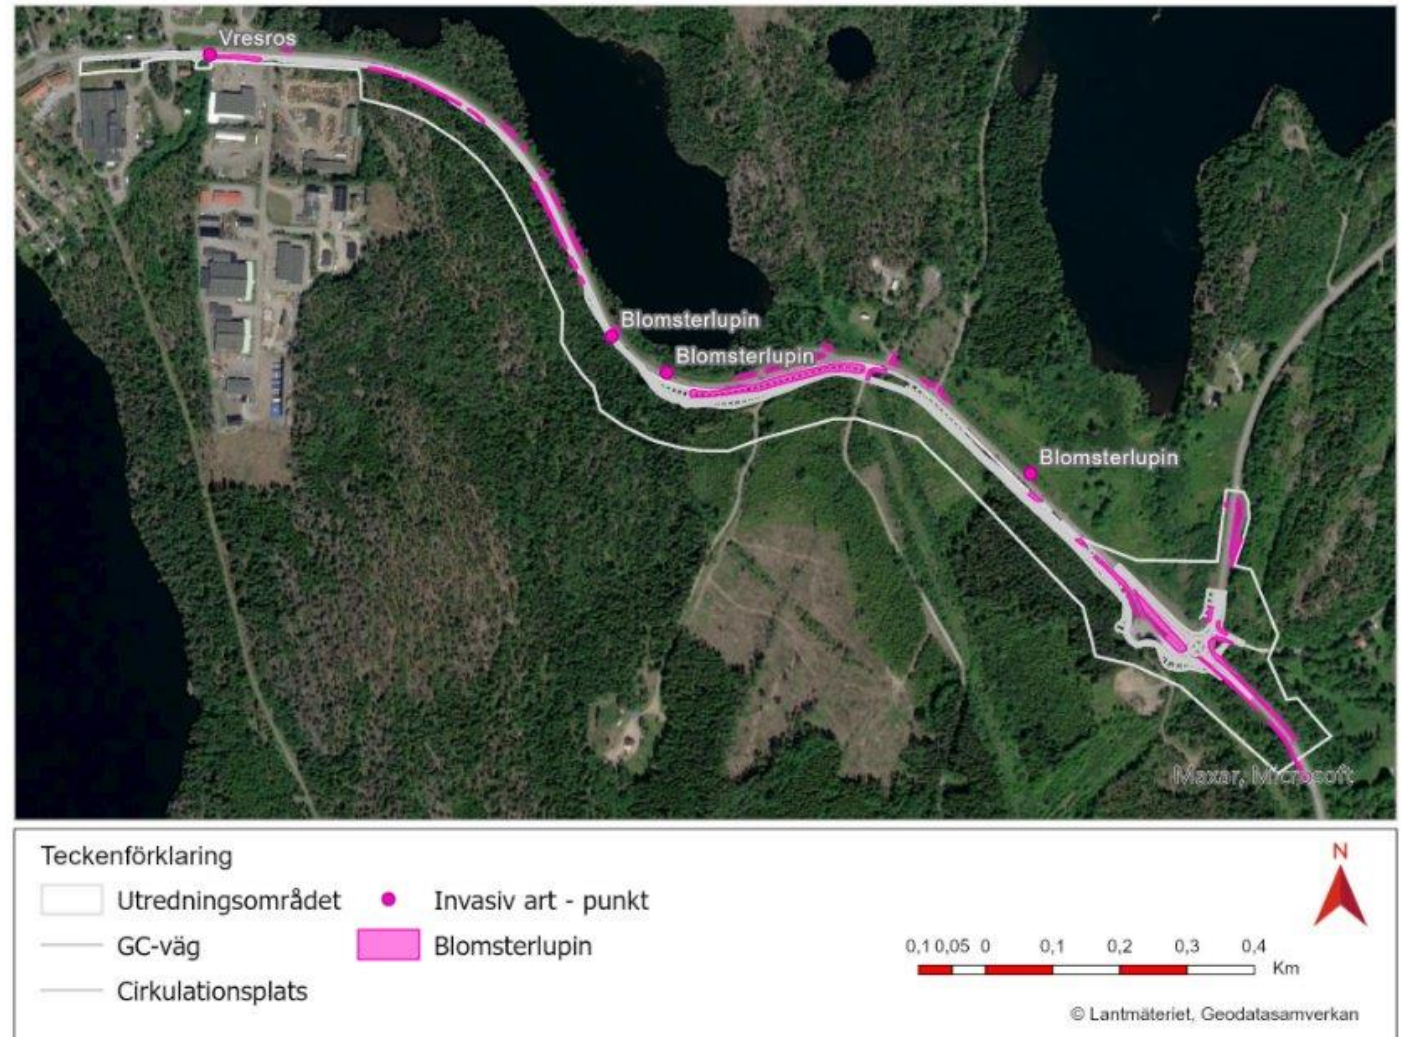 Vresros
Blomsterlupin
Blomsterlupin
Blomsterlupin
Maxar, Microsoft
Teckenförklaring
Utredningsområdet
Invasiv art - punkt
GC-väg
Blomsterlupin
Cirkulationsplats
N
0,1 0,05 0 0,1 0,2 0,3 0,4
Km
© Lantmäteriet, Geodatasamverkan